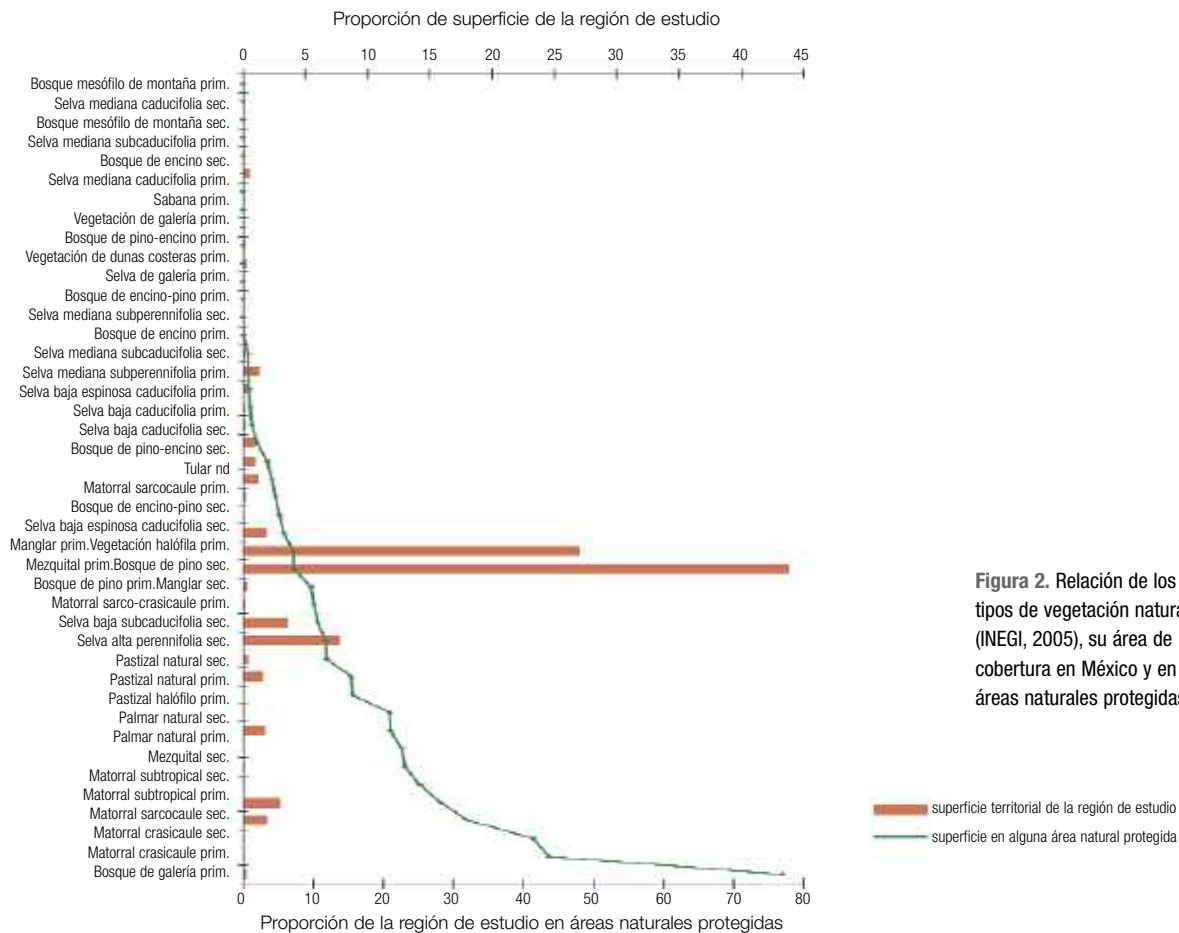 Proporción de superficie de la región de estudio
0 5 7 10 15 20 25 30 35 40 45
Bosque mesófilo de montaña prim.
Selva mediana caducifolia sec.
Bosque mesófilo de montaña sec.
Selva mediana subcaducifolia prim.
Bosque de encino sec.
Selva mediana caducifolia prim.
Sabana prim.
Vegetación de galería prim.
Bosque de pino-encino prim.
Vegetación de dunas costeras prim.
Selva de galería prim.
Bosque de encino-pino prim.
Selva mediana subperennifolia sec.
Bosque de encino prim.
Selva mediana subcaducifolia sec.
Selva mediana subperennifolia prim.
Selva baja espinosa caducifolia prim.
Selva baja caducifolia prim.
Selva baja caducifolia sec.
Bosque de pino-encino sec.
Tular nd
Matorral sarcocaule prim.
Bosque de encino-pino sec.
Selva baja espinosa caducifolia sec.
Manglar prim.Vegetación halófila prim.
Mezquital prim.Bosque de pino sec.
Bosque de pino prim.Manglar sec.
Matorral sarco-crasicaule prim.
Selva baja subcaducifolia sec.
Selva alta perennifolia sec.
Pastizal natural sec.
Pastizal natural prim.
Pastizal halófilo prim.
Palmar natural sec.
Palmar natural prim.
Mezquital sec.
Matorral subtropical sec.
Matorral subtropical prim.
Matorral sarcocaule sec.
Matorral crasicaule sec.
Matorral crasicaule prim.
Bosque de galería prim.
0 10 20 30 40 50 60 70 80
Proporción de la región de estudio en áreas naturales protegidas
Figura 2. Relación de los
tipos de vegetación natura
(INEGI, 2005), su área de
cobertura en México y en
áreas naturales protegidas
superficie territorial de la región de estudio
superficie en alguna área natural protegida